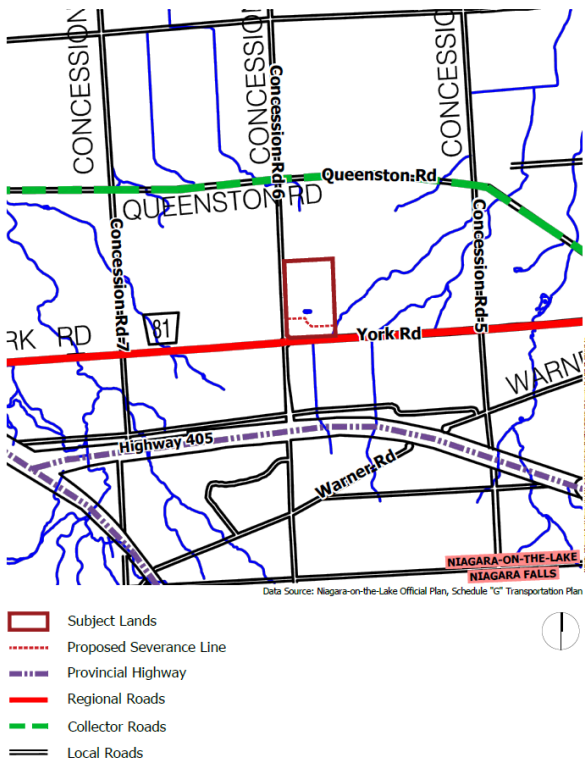 CONCESSION
CONCESSION
CONCESSION
Concession Rd 6
Queenston Rd
QUEENSTON RD
Concession Rd 7
Concession Rd 5
81
RK RD
York Rd
WARNE
Highway 405
Warner Rd
NIAGARA-ON-THE-LAKE
NIAGARA FALLS
Data Source: Niagara-on-the-Lake Official Plan, Schedule "G" Transportation Plan
Subject Lands
Proposed Severance Line
Provincial Highway
Regional Roads
Collector Roads
Local Roads